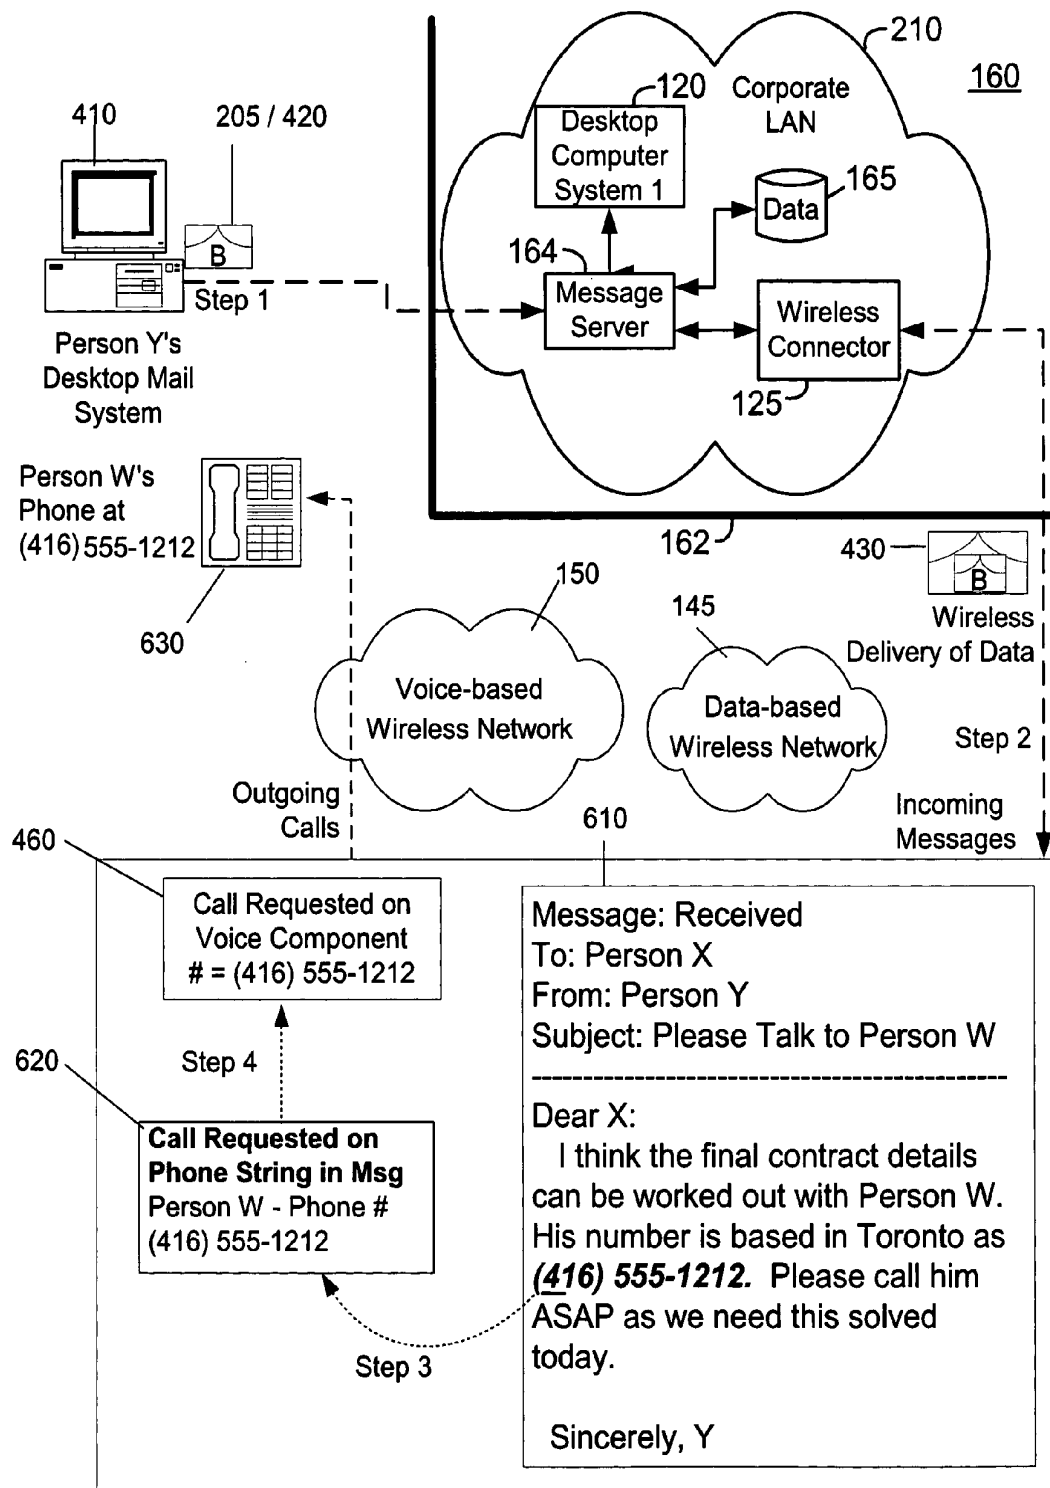 210
160
120
Corporate
LAN
Desktop
Computer
System 1
165
Data
164
Message
Server
Wireless
Connector
125
410
205 / 420
B
Step 1
Person Y's
Desktop Mail
System
Person W's
Phone at
(416) 555-1212
630
162
430
B
Wireless
Delivery of Data
150
145
Voice-based
Wireless Network
Data-based
Wireless Network
Step 2
Outgoing
Calls
Incoming
Messages
460
610
Call Requested on
Voice Component
# = (416) 555-1212
Step 4
620
Call Requested on
Phone String in Msg
Person W - Phone #
(416) 555-1212
Step 3
Message: Received
To: Person X
From: Person Y
Subject: Please Talk to Person W
Dear X:
I think the final contract details
can be worked out with Person W.
His number is based in Toronto as
(416) 555-1212. Please call him
ASAP as we need this solved
today.
Sincerely, Y